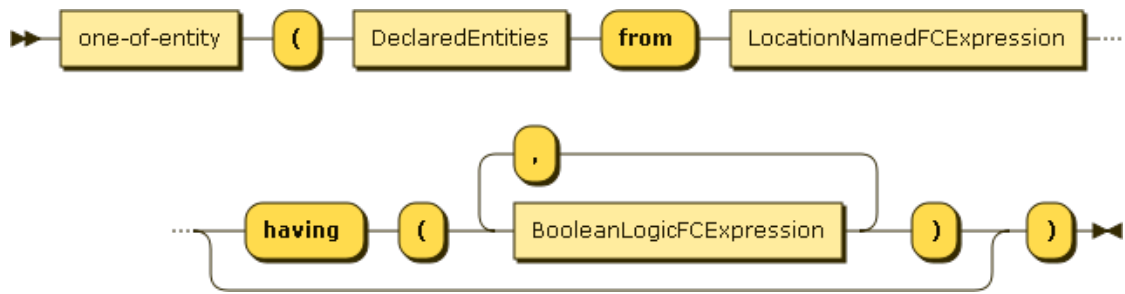 one-of-entity ( DeclaredEntities from LocationNamedFCExpression
,
having ( BooleanLogicFCExpression ) )